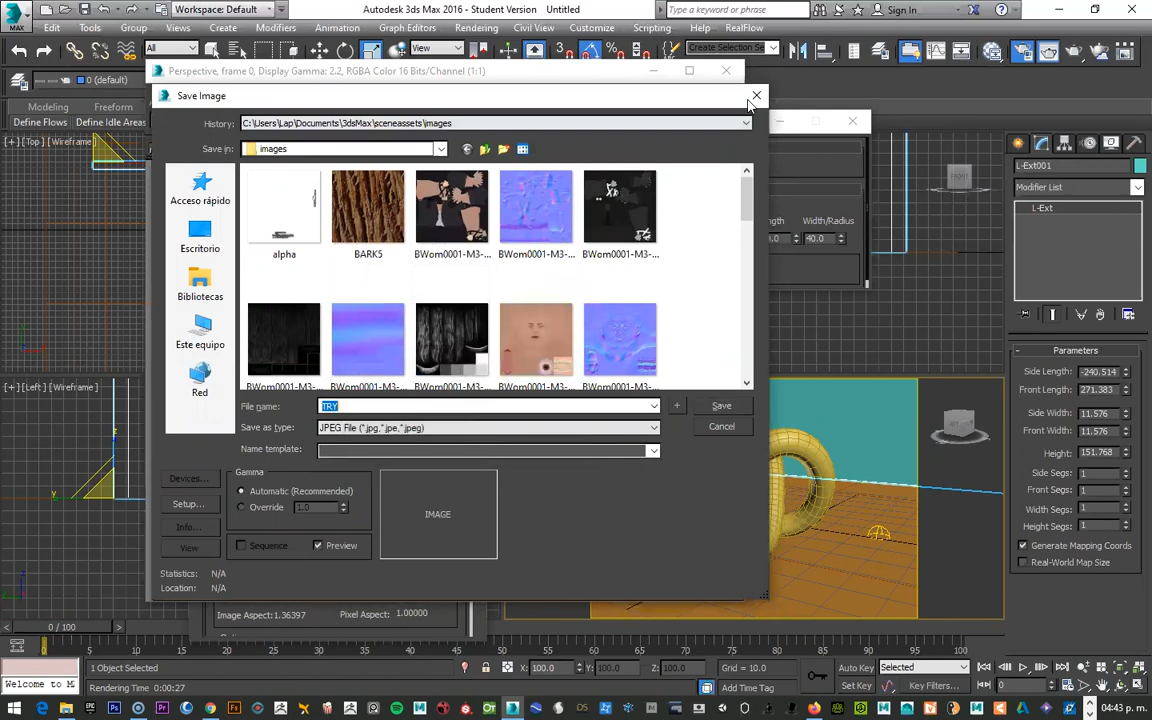 Workspace: Default
Autodesk 3ds Max 2016 - Student Version    Untitled
Type a keyword or phrase
Sign In
MAX
Edit Tools Group Views Create Modifiers Animation Graph Editors Rendering Civil View Customize Scripting Help RealFlow
All
View
Create Selection Se
0 (default)
Perspective, frame 0, Display Gamma: 2.2, RGBA Color 16 Bits/Channel (1:1)
Modeling Freeform
Define Flows Define Idle Areas
[+] [Top] [Wireframe]
Save Image
History: C:\Users\Lap\Documents\3dsMax\sceneassets\images
Save in: images
Acceso rápido
Escritorio
Bibliotecas
Este equipo
Red
alpha
BARK5
BWom0001-M3-...
BWom0001-M3-...
BWom0001-M3-...
BWom0001-M3-...
BWom0001-M3-...
BWom0001-M3-...
BWom0001-M3-...
BWom0001-M3-...
File name: TRY
Save
Save as type: JPEG File (*.jpg,*.jpe,*.jpeg)
Cancel
Name template:
Devices...
Setup...
Info...
View
Gamma
Automatic (Recommended)
Override 1.0
Sequence Preview
IMAGE
Statistics: N/A
Location: N/A
Image Aspect: 1.36397 Pixel Aspect: 1.00000
Width/Radius
40.0
FRONT
[+] [Left] [Wireframe]
L-Ext001
Modifier List
L-Ext
Parameters
Side Length: -240.514
Front Length: 271.383
Side Width: 11.576
Front Width: 11.576
Height: 151.768
Side Segs: 1
Front Segs: 1
Width Segs: 1
Height Segs: 1
Generate Mapping Coords
Real-World Map Size
0 / 100
0 5 10 15 20 25 30 35 40 45 50 55 60 65 70 75 80 85 90 95 100
1 Object Selected
X: 100.0 Y: 100.0 Z: 100.0 Grid = 10.0
Auto Key Selected
Welcome to M
Rendering Time 0:00:27
Add Time Tag
Set Key Key Filters...
0
04:43 p. m.